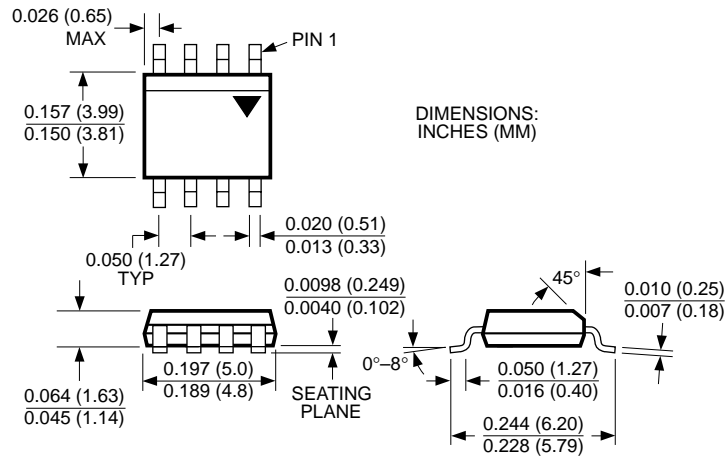 0.026 (0.65)
MAX
PIN 1
0.157 (3.99)
0.150 (3.81)
DIMENSIONS:
INCHES (MM)
0.020 (0.51)
0.013 (0.33)
0.050 (1.27)
TYP
0.0098 (0.249)
0.0040 (0.102)
45°
0.010 (0.25)
0.007 (0.18)
0°–8°
0.064 (1.63)
0.045 (1.14)
0.197 (5.0)
0.189 (4.8)
SEATING
PLANE
0.050 (1.27)
0.016 (0.40)
0.244 (6.20)
0.228 (5.79)